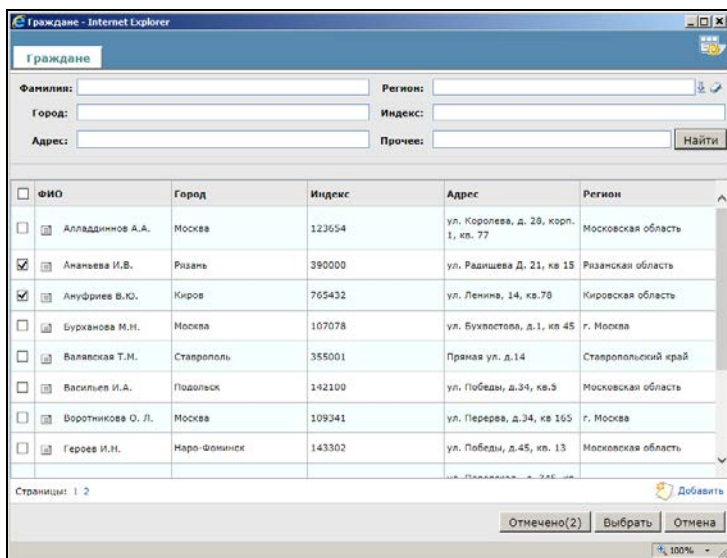 Граждане - Internet Explorer
Граждане
Фамилия: Регион:
Город: Индекс:
Адрес: Прочее: Найти
ФИО Город Индекс Адрес Регион
Алладдиннов А.А. Москва 123654 ул. Королева, д. 28, корп. 1, кв. 77 Московская область
Ананьева И.В. Рязань 390000 ул. Радищева Д. 21, кв 15 Рязанская область
Ануфриев В.Ю. Киров 765432 ул. Ленина, 14, кв.78 Кировская область
Бурханова М.Н. Москва 107078 ул. Бухвостова, д.1, кв 45 г. Москва
Валявская Т.М. Ставрополь 355001 Прямая ул. д.14 Ставропольский край
Васильев И.А. Подольск 142100 ул. Победы, д.34, кв.5 Московская область
Воротникова О. Л. Москва 109341 ул. Перерва, д.34, кв 165 г. Москва
Героев И.Н. Наро-Фоминск 143302 ул. Победы, д.45, кв. 13 Московская область
Страницы: 1 2 Добавить
Отмечено(2) Выбрать Отмена
100%